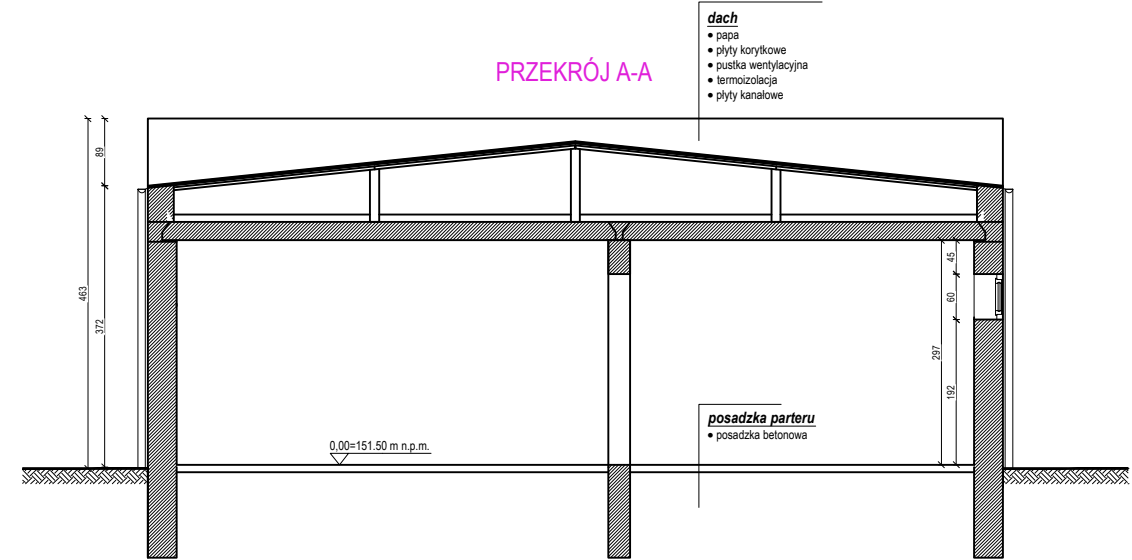 dach
• papa
• płyty korytkowe
• pustka wentylacyjna
• termoizolacja
• płyty kanałowe
PRZEKRÓJ A-A
89
463
372
45
60
297
192
posadzka parteru
• posadzka betonowa
0,00=151.50 m n.p.m.